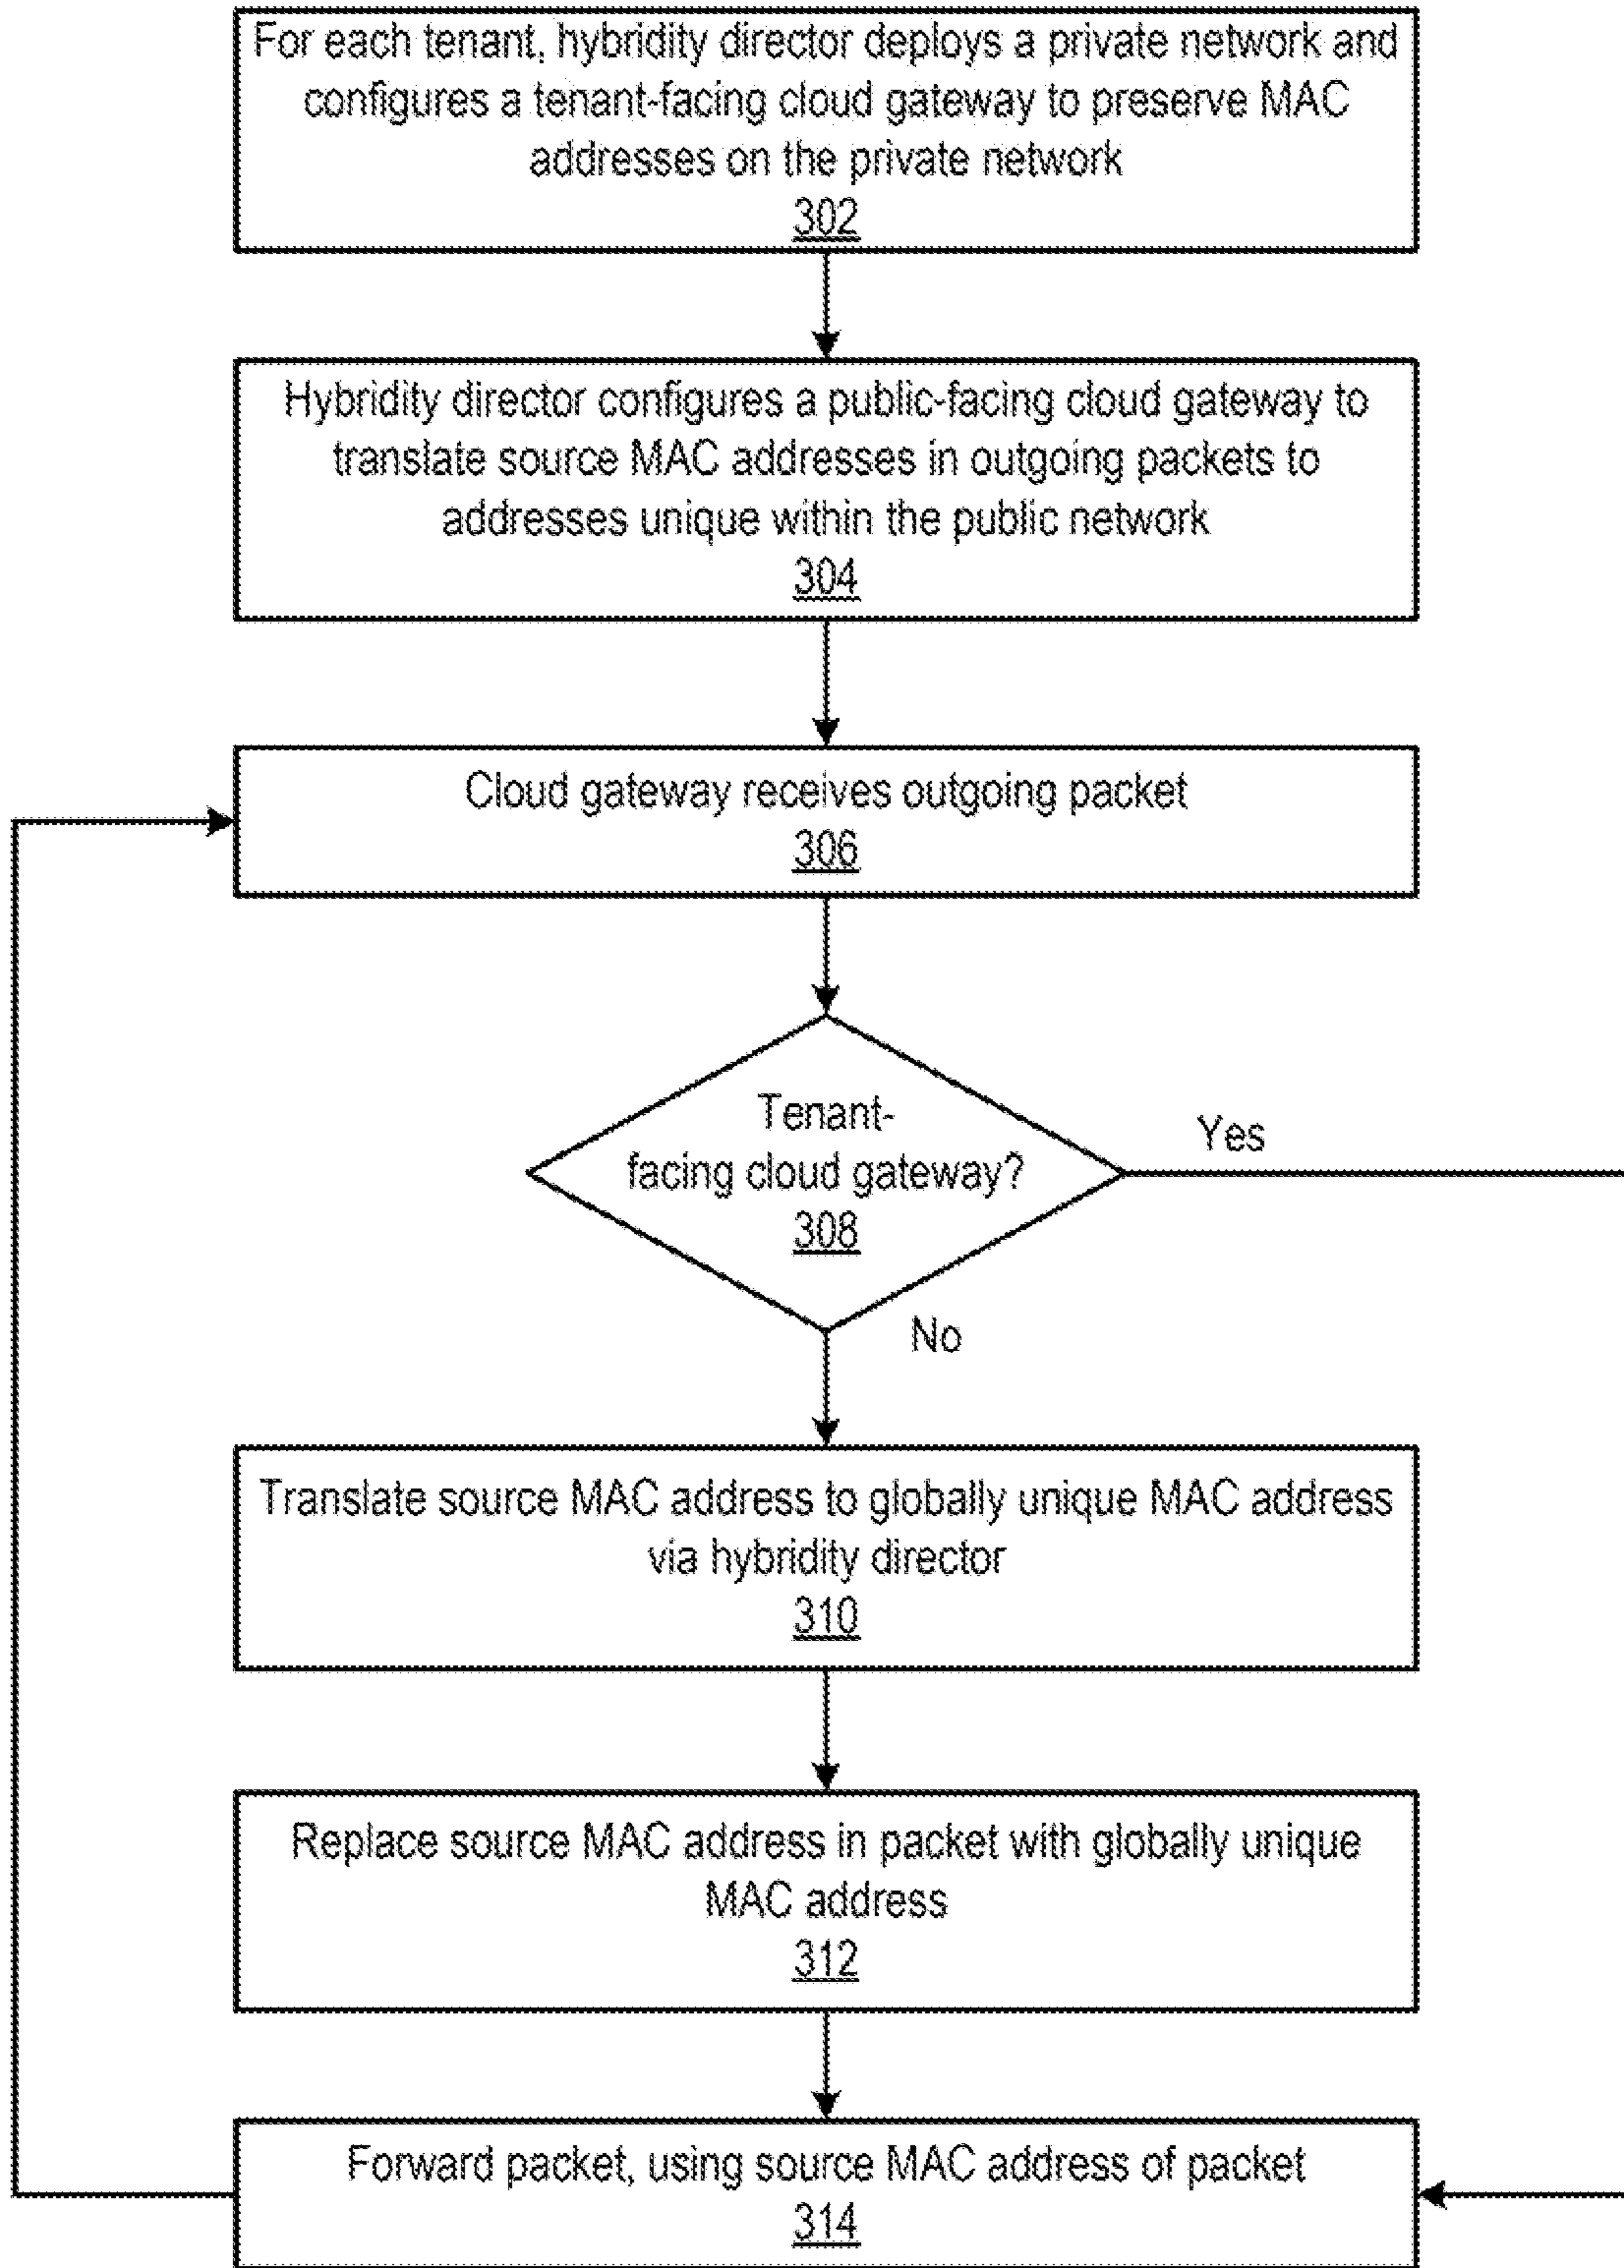 For each tenant, hybridity director deploys a private network and
configures a tenant-facing cloud gateway to preserve MAC
addresses on the private network
302
Hybridity director configures a public-facing cloud gateway to
translate source MAC addresses in outgoing packets to
addresses unique within the public network
304
Cloud gateway receives outgoing packet
306
Tenant-
facing cloud gateway?
308
Yes
No
Translate source MAC address to globally unique MAC address
via hybridity director
310
Replace source MAC address in packet with globally unique
MAC address
312
Forward packet, using source MAC address of packet
314